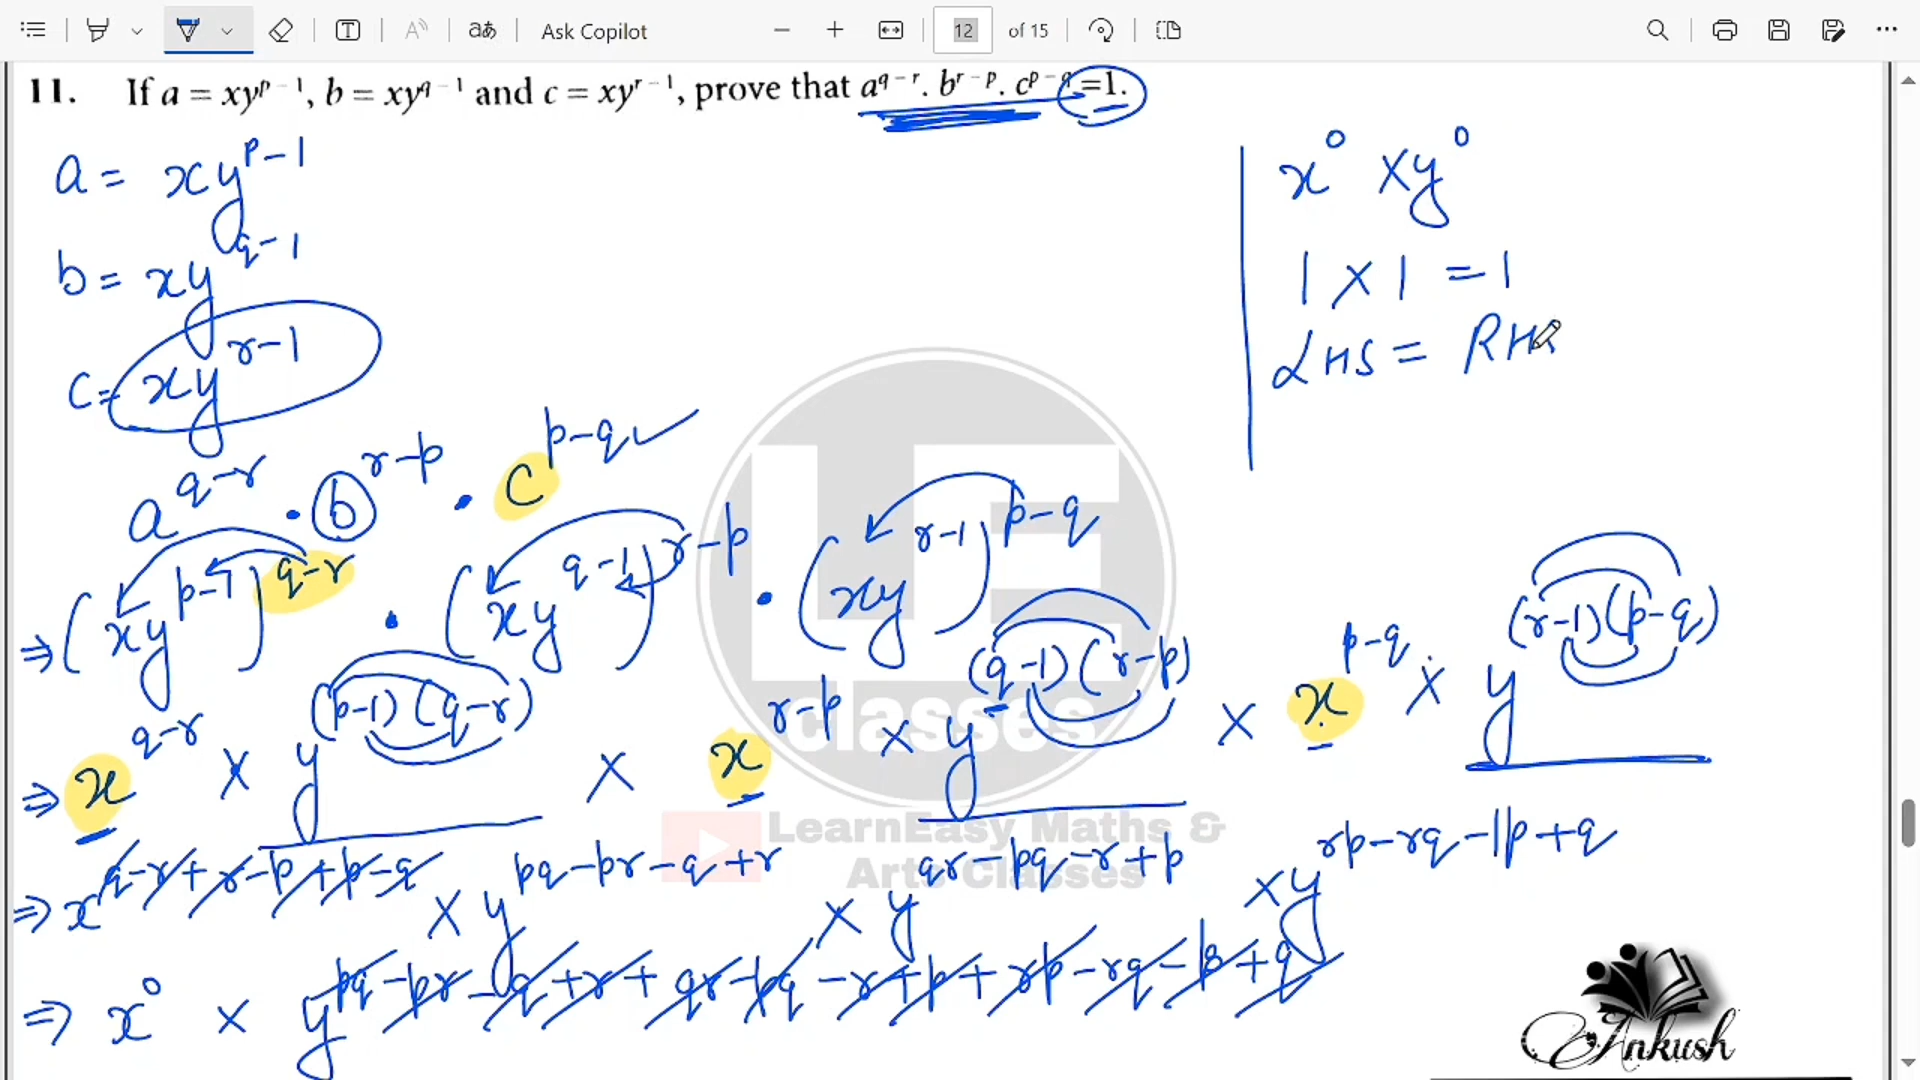 Ask Copilot 12 of 15
11. If a = xy^{p-1}, b = xy^{q-1} and c = xy^{r-1}, prove that a^{q-r}. b^{r-p}. c^{p-q} =1.
a = xy^{p-1}
b = xy^{q-1}
c = xy^{r-1}
a^{q-r} · b^{r-p} · c^{p-q} ✓
⇒ (xy^{p-1})^{q-r} · (xy^{q-1})^{r-p} · (xy^{r-1})^{p-q}
⇒ x^{q-r} × y^{(p-1)(q-r)} × x^{r-p} × y^{(q-1)(r-p)} × x^{p-q} × y^{(r-1)(p-q)}
⇒ x^{q-r+r-p+p-q} × y^{pq-pr-q+r} × y^{qr-pq-r+p} × y^{rp-rq-1p+q}
⇒ x^0 × y^{pq-pr-q+r+qr-pq-r+p+rp-rq-p+q}
x^0 × y^0
1 × 1 = 1
LHS = RHS
LearnEasy Maths &
Arts Classes
LE
classes
Ankush